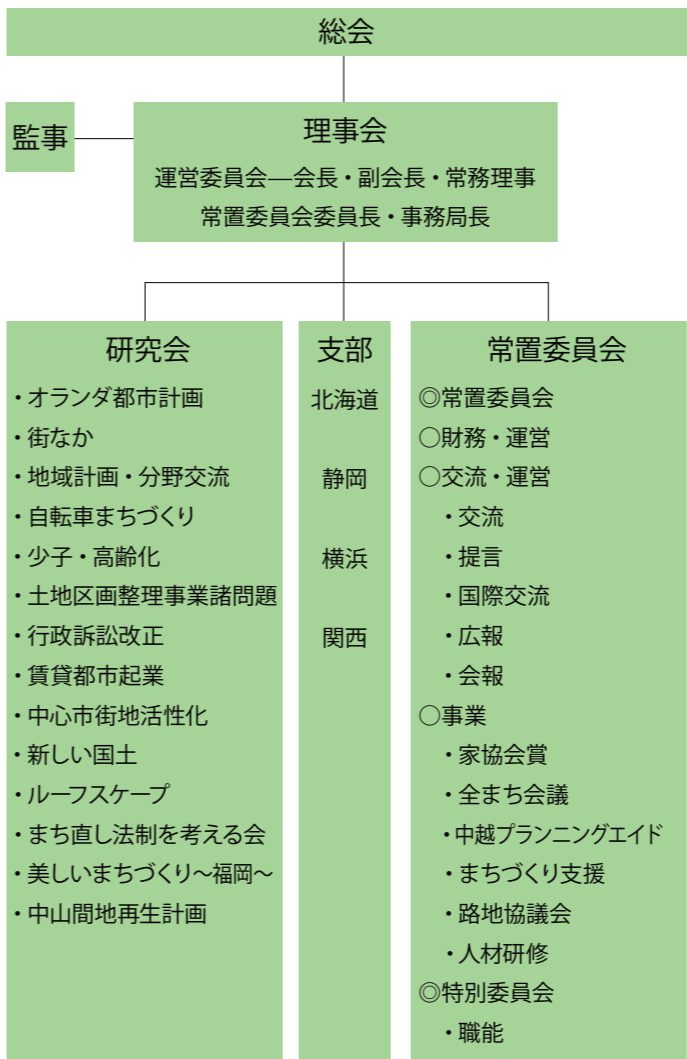 総会
監事
理事会
運営委員会―会長・副会長・常務理事
常置委員会委員長・事務局長
研究会
・オランダ都市計画
・街なか
・地域計画・分野交流
・自転車まちづくり
・少子・高齢化
・土地区画整理事業諸問題
・行政訴訟改正
・賃貸都市起業
・中心市街地活性化
・新しい国土
・ルーフスケープ
・まち直し法制を考える会
・美しいまちづくり〜福岡〜
・中山間地再生計画
支部
北海道
静岡
横浜
関西
常置委員会
◎常置委員会
○財務・運営
○交流・運営
・交流
・提言
・国際交流
・広報
・会報
○事業
・家協会賞
・全まち会議
・中越プランニングエイド
・まちづくり支援
・路地協議会
・人材研修
◎特別委員会
・職能